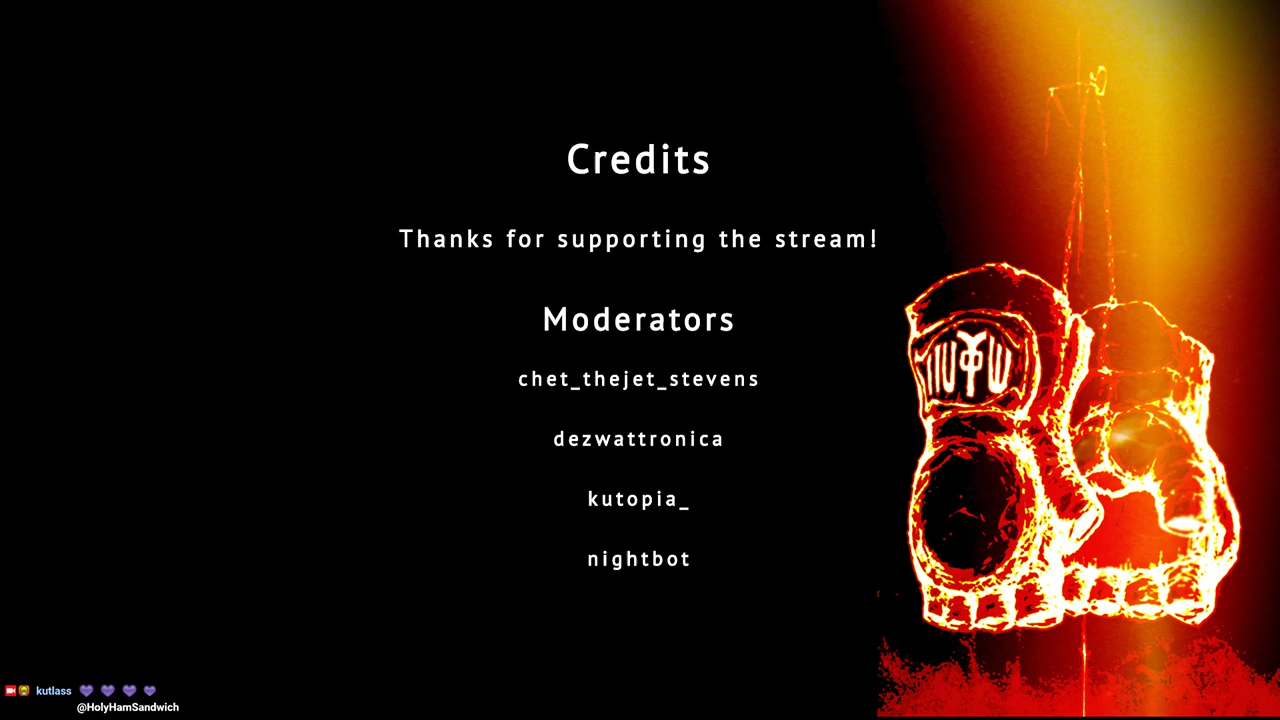 Credits
Thanks for supporting the stream!
Moderators
chet_thejet_stevens
dezwattronica
kutopia_
nightbot
kutlass 💜 💜 💜 💜
@HolyHamSandwich